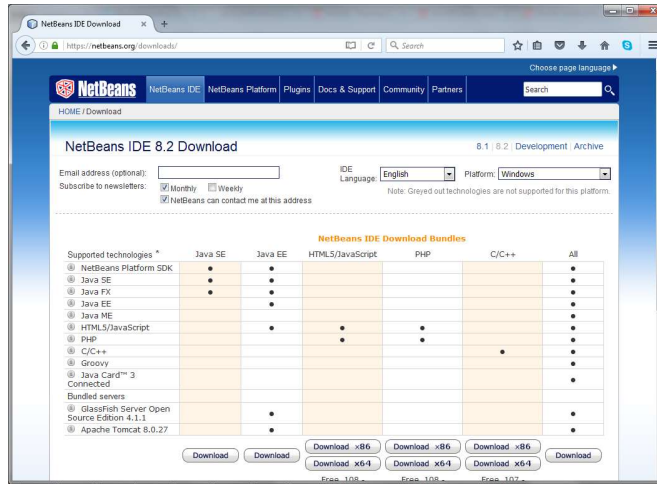 NetBeans IDE Download
https://netbeans.org/downloads/
Search
Choose page language
NetBeans
NetBeans IDE NetBeans Platform Plugins Docs & Support Community Partners
Search
HOME / Download
NetBeans IDE 8.2 Download
8.1 | 8.2 | Development | Archive
Email address (optional):
IDE Language: English
Platform: Windows
Subscribe to newsletters: Monthly Weekly
NetBeans can contact me at this address
Note: Greyed out technologies are not supported for this platform.
NetBeans IDE Download Bundles
Supported technologies * Java SE Java EE HTML5/JavaScript PHP C/C++ All
NetBeans Platform SDK
Java SE
Java FX
Java EE
Java ME
HTML5/JavaScript
PHP
C/C++
Groovy
Java Card™ 3
Connected
Bundled servers
GlassFish Server Open
Source Edition 4.1.1
Apache Tomcat 8.0.27
Download x86 Download x86 Download x86
Download Download Download
Download x64 Download x64 Download x64
Free, 108 - Free, 108 - Free, 107 -